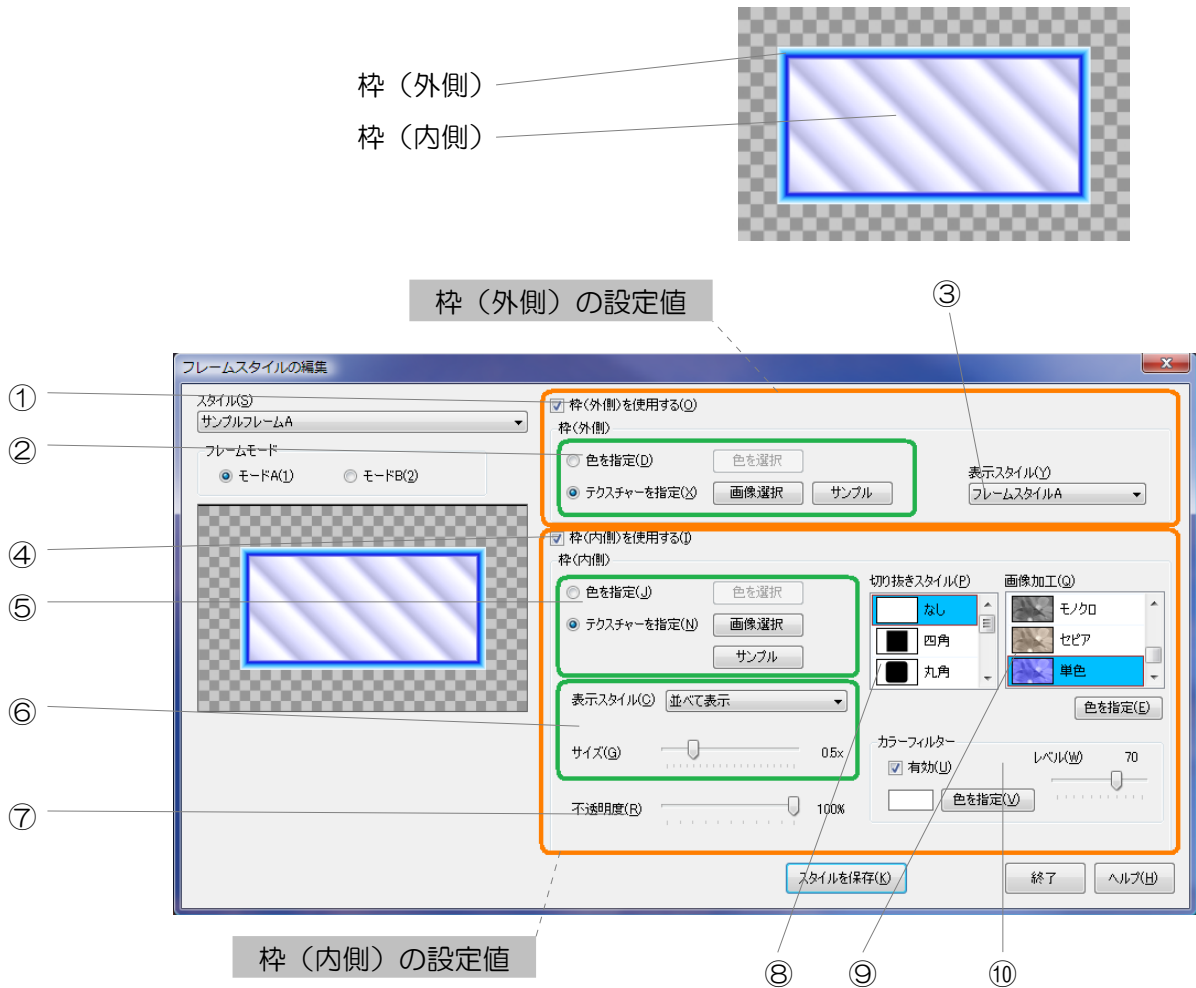 枠（外側）
枠（内側）
枠（外側）の設定値
③
フレームスタイルの編集
x
①
②
④
⑤
⑥
⑦
スタイル(S)
サンプルフレームA
フレームモード
モードA(1)
モードB(2)
枠(外側)を使用する(O)
枠(外側)
色を指定(D)
色を選択
テクスチャーを指定(X)
画像選択
サンプル
表示スタイル(Y)
フレームスタイルA
枠(内側)を使用する(I)
枠(内側)
色を指定(J)
色を選択
テクスチャーを指定(N)
画像選択
サンプル
表示スタイル(C)
並べて表示
サイズ(G)
0.5x
不透明度(R)
100%
切り抜きスタイル(P)
なし
四角
丸角
画像加工(Q)
モノクロ
セピア
単色
色を指定(E)
カラーフィルター
有効(U)
レベル(W)
70
色を指定(V)
スタイルを保存(K)
終了
ヘルプ(H)
枠（内側）の設定値
⑧
⑨
⑩